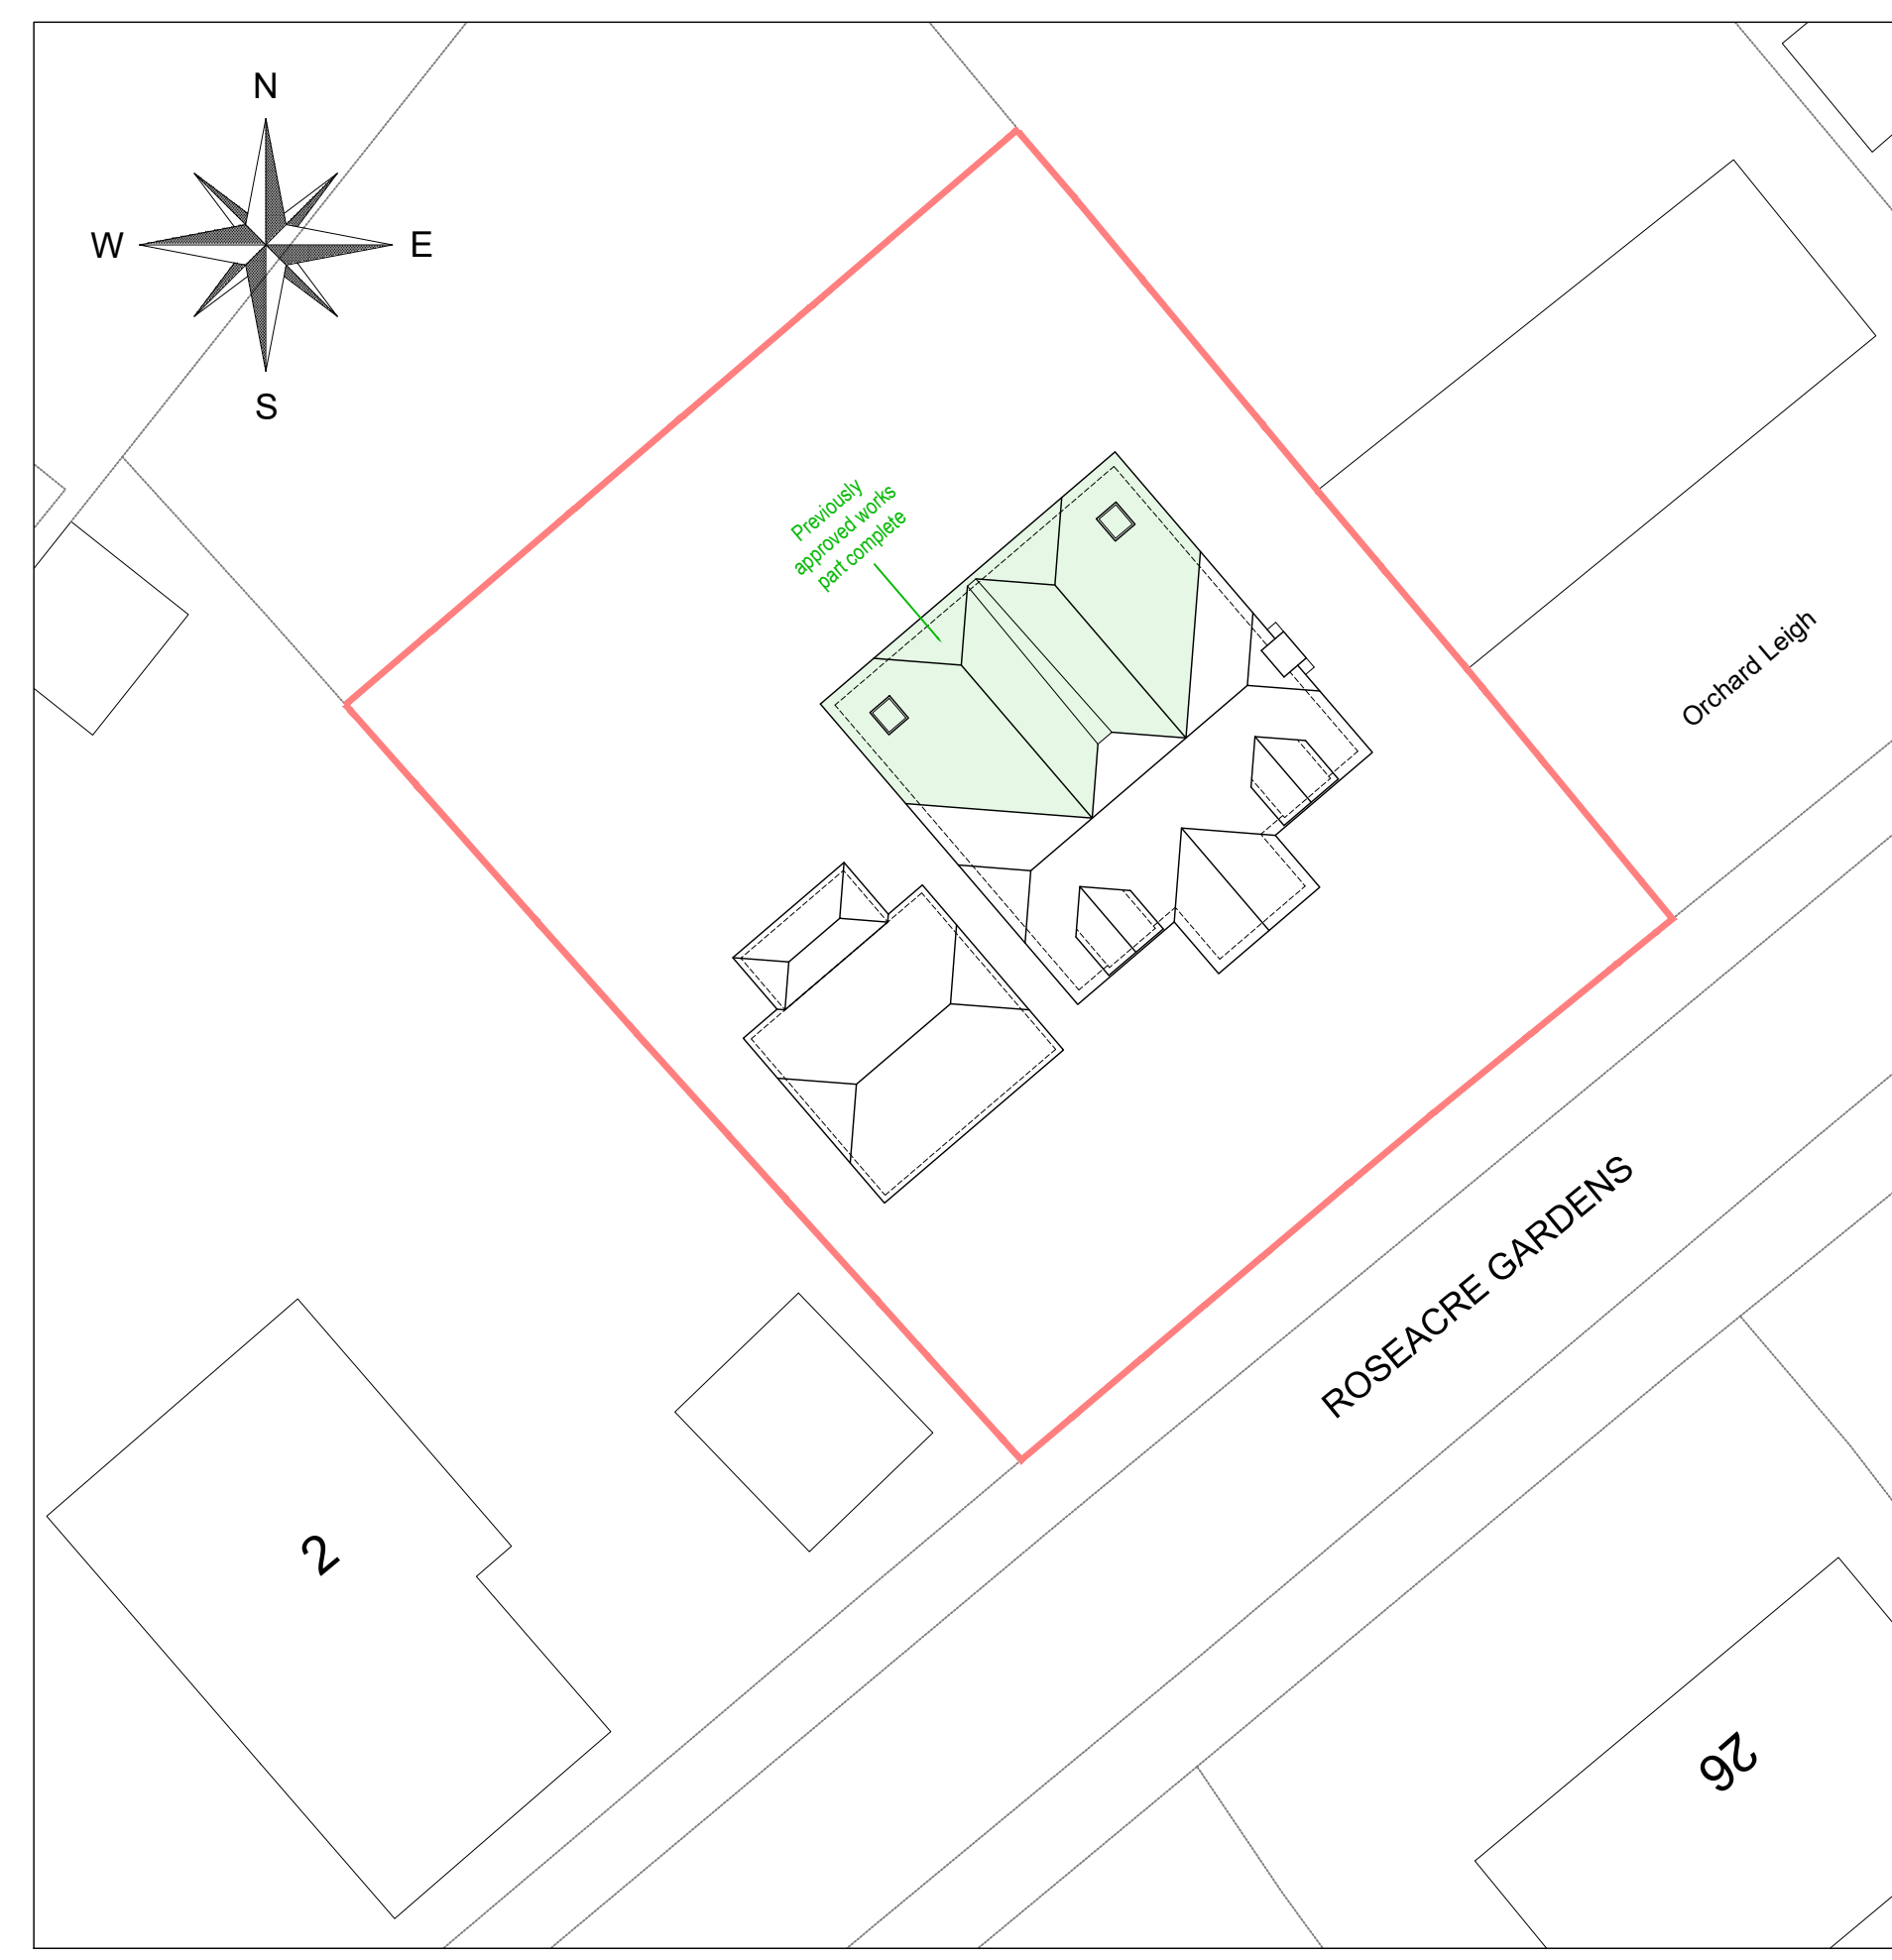 N
W
E
S
Previously
approved works
part complete
Orchard Leigh
ROSEACRE GARDENS
2
26